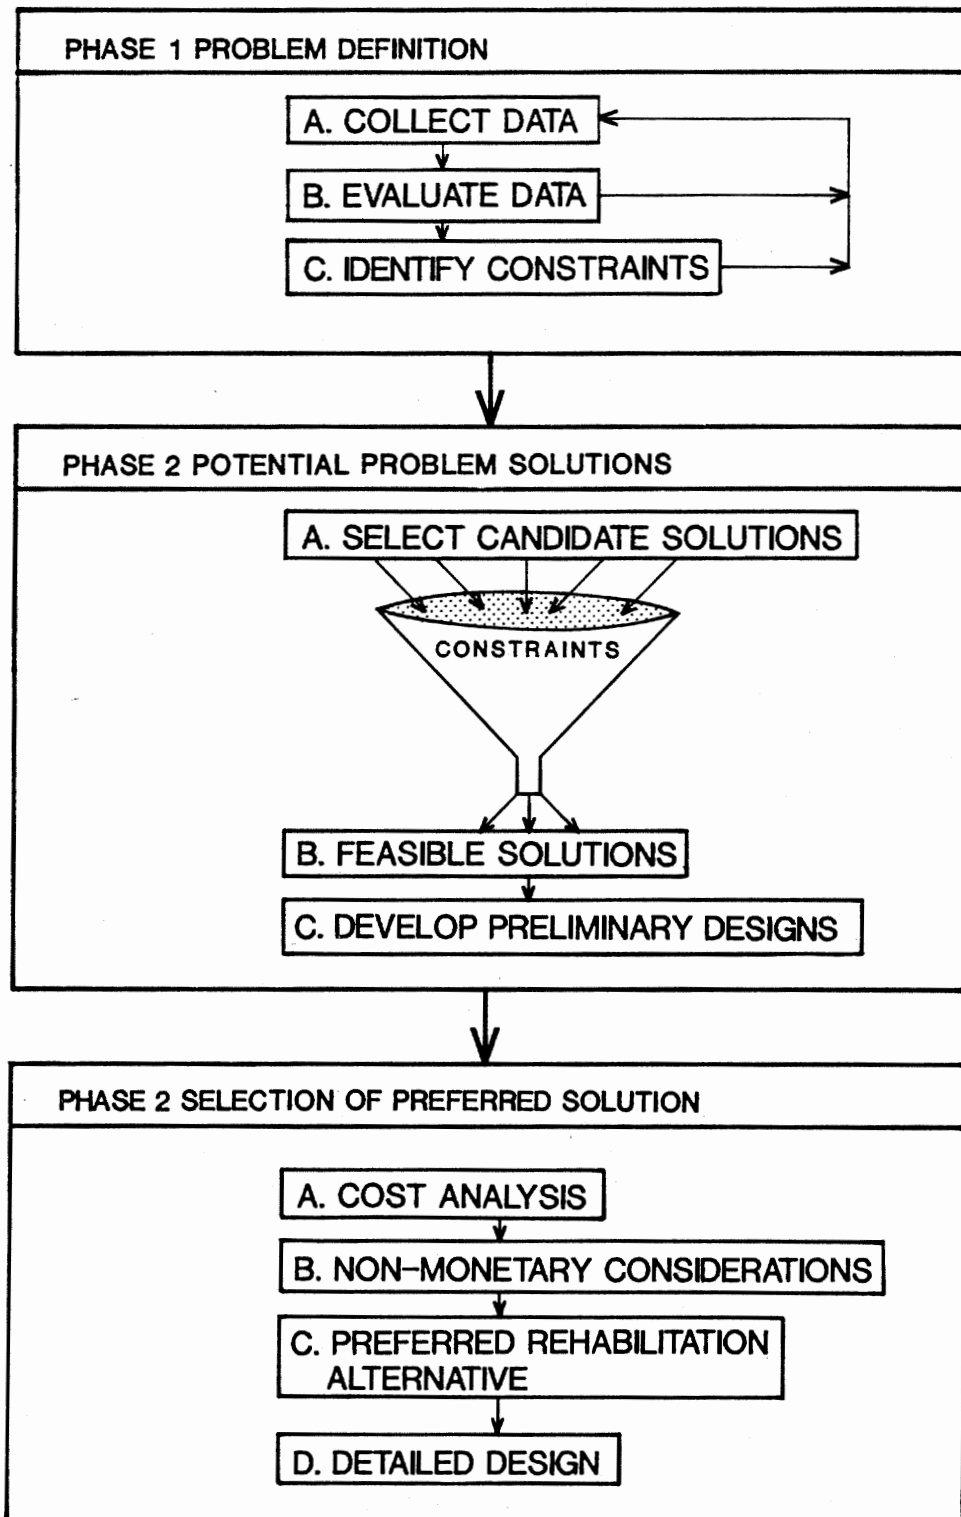 PHASE 1 PROBLEM DEFINITION
A. COLLECT DATA
B. EVALUATE DATA
C. IDENTIFY CONSTRAINTS
PHASE 2 POTENTIAL PROBLEM SOLUTIONS
A. SELECT CANDIDATE SOLUTIONS
CONSTRAINTS
B. FEASIBLE SOLUTIONS
C. DEVELOP PRELIMINARY DESIGNS
PHASE 2 SELECTION OF PREFERRED SOLUTION
A. COST ANALYSIS
B. NON-MONETARY CONSIDERATIONS
C. PREFERRED REHABILITATION
ALTERNATIVE
D. DETAILED DESIGN